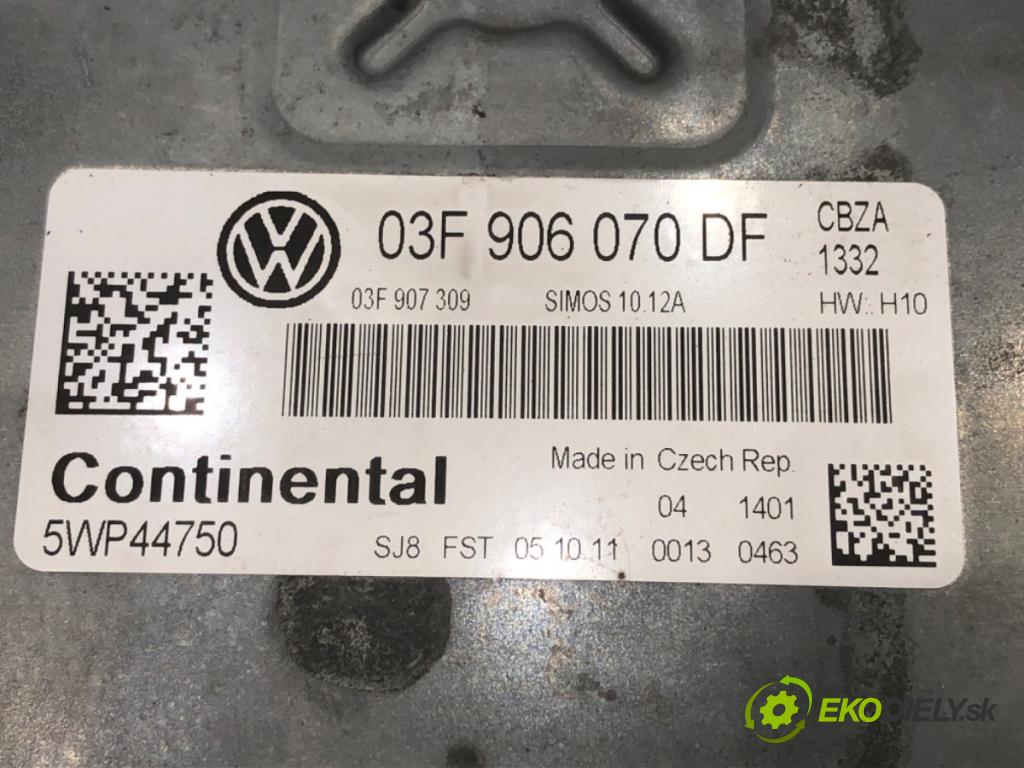 03F 906 070 DF
CBZA
1332
03F 907 309
SIMOS 10.12A
HW.: H10
Continental
Made in Czech Rep.
5WP44750
04 1401
SJ8 FST 05 10.11 0013 0463
EKODIELY.sk